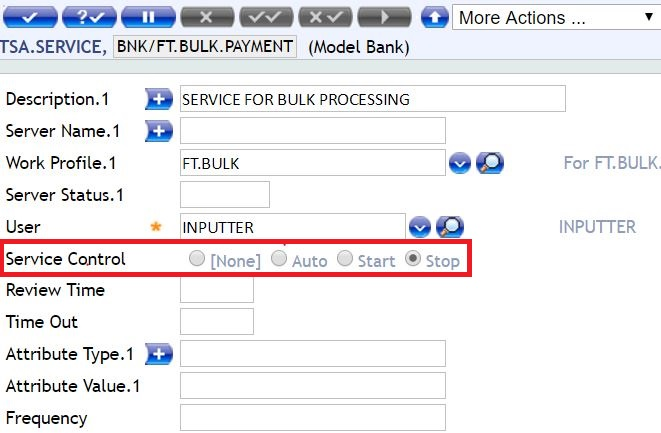 More Actions ...
TSA.SERVICE, BNK/FT.BULK.PAYMENT (Model Bank)
Description.1 SERVICE FOR BULK PROCESSING
Server Name.1
Work Profile.1 FT.BULK For FT.BULK.
Server Status.1
User * INPUTTER INPUTTER
Service Control [None] Auto Start Stop
Review Time
Time Out
Attribute Type.1
Attribute Value.1
Frequency